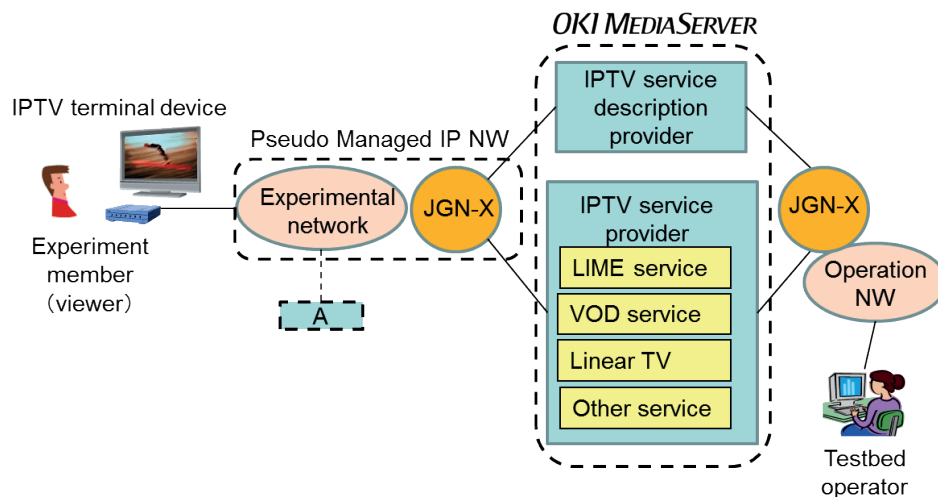 OKI MEDIASERVER
IPTV terminal device
Pseudo Managed IP NW
Experimental
network
JGN-X
A
Experiment
member
（viewer）
IPTV service
description
provider
IPTV service
provider
LIME service
VOD service
Linear TV
Other service
JGN-X
Operation
NW
Testbed
operator